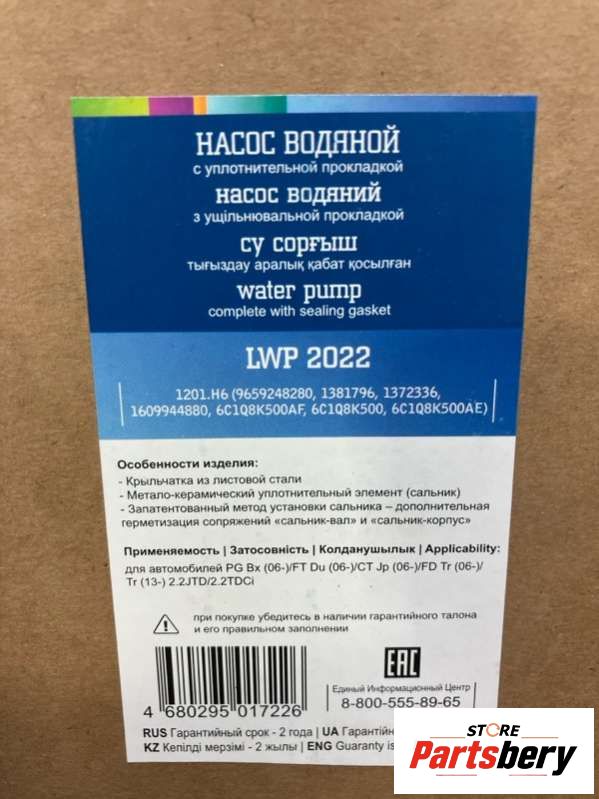 НАСОС ВОДЯНОЙ
с уплотнительной прокладкой
насос водяний
з ущільнювальной прокладкой
су сорғыш
тығыздау аралық қабат қосылған
water pump
complete with sealing gasket
LWP 2022
1201.H6 (9659248280, 1381796, 1372336,
1609944880, 6C1Q8K500AF, 6C1Q8K500, 6C1Q8K500AE)
Особенности изделия:
- Крыльчатка из листовой стали
- Метало-керамический уплотнительный элемент (сальник)
- Запатентованный метод установки сальника – дополнительная
герметизация сопряжений «сальник-вал» и «сальник-корпус»
Применяемость | Затосовність | Колданушылык | Applicability:
для автомобилей PG Bx (06-)/FT Du (06-)/CT Jp (06-)/FD Tr (06-)/
Tr (13-) 2.2JTD/2.2TDCi
при покупке убедитесь в наличии гарантийного талона
и его правильном заполнении
EAC
Единый Информационный Центр
8-800-555-89-65
4 680295 017226
RUS Гарантийный срок - 2 года | UA Гарантійн
KZ Кепілді мерзімі - 2 жылы | ENG Guaranty is
STORE
Partsbery